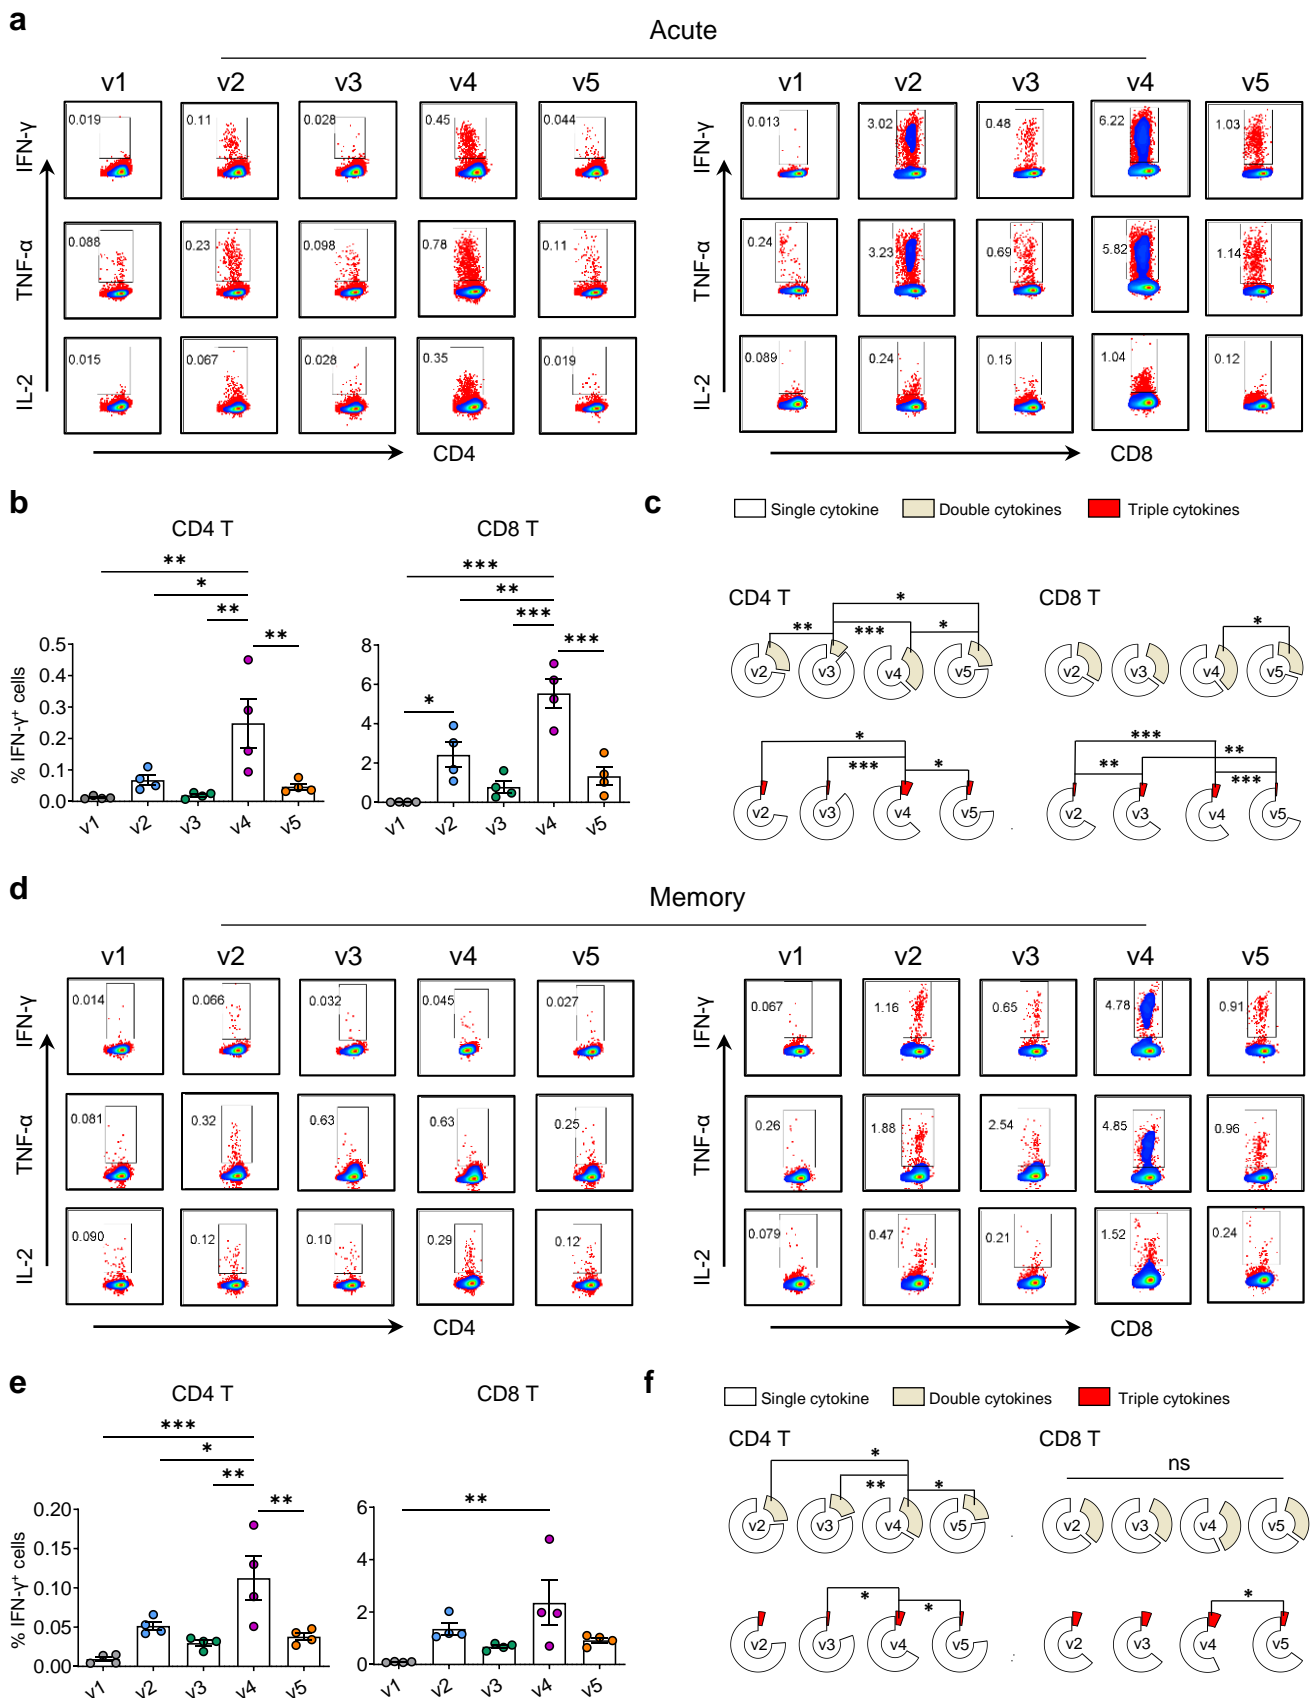 a
Acute
v1 v2 v3 v4 v5 v1 v2 v3 v4 v5
IFN-γ 0.019 0.11 0.028 0.45 0.044 IFN-γ 0.013 3.02 0.48 6.22 1.03
TNF-α 0.088 0.23 0.098 0.78 0.11 TNF-α 0.24 3.23 0.69 5.82 1.14
IL-2 0.015 0.067 0.028 0.35 0.019 IL-2 0.089 0.24 0.15 1.04 0.12
CD4 CD8
b
CD4 T CD8 T
** ***
* **
** ***
** ***
*
% IFN-γ+ cells
0.5
0.4
0.3
0.2
0.1
0.0
v1 v2 v3 v4 v5
8
6
4
2
0
v1 v2 v3 v4 v5
c
Single cytokine Double cytokines Triple cytokines
CD4 T CD8 T
*
** *** * *
v2 v3 v4 v5 v2 v3 v4 v5
* ***
*** * ** ** ***
v2 v3 v4 v5 v2 v3 v4 v5
d
Memory
v1 v2 v3 v4 v5 v1 v2 v3 v4 v5
IFN-γ 0.014 0.066 0.032 0.045 0.027 IFN-γ 0.067 1.16 0.65 4.78 0.91
TNF-α 0.081 0.32 0.63 0.63 0.25 TNF-α 0.26 1.88 2.54 4.85 0.96
IL-2 0.090 0.12 0.10 0.29 0.12 IL-2 0.079 0.47 0.21 1.52 0.24
CD4 CD8
e
CD4 T CD8 T
***
*
**
** **
% IFN-γ+ cells
0.20
0.15
0.10
0.05
0.00
v1 v2 v3 v4 v5
6
4
2
0
v1 v2 v3 v4 v5
f
Single cytokine Double cytokines Triple cytokines
CD4 T CD8 T
* ns
** *
v2 v3 v4 v5 v2 v3 v4 v5
* * *
v2 v3 v4 v5 v2 v3 v4 v5